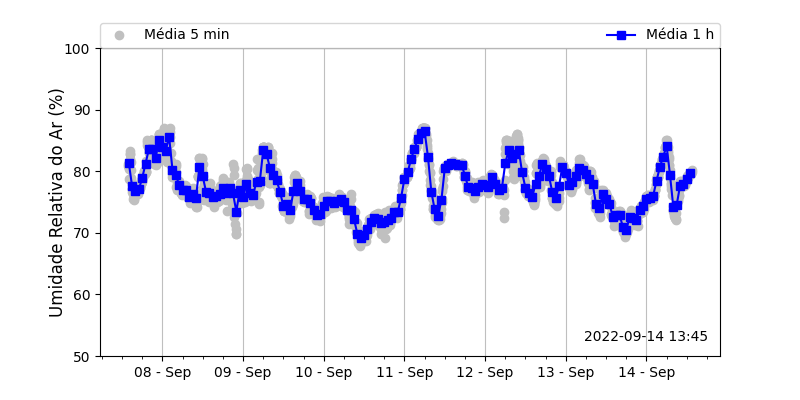 Média 5 min    Média 1 h
Umidade Relativa do Ar (%)
100
90
80
70
60
50
2022-09-14 13:45
08 - Sep    09 - Sep    10 - Sep    11 - Sep    12 - Sep    13 - Sep    14 - Sep